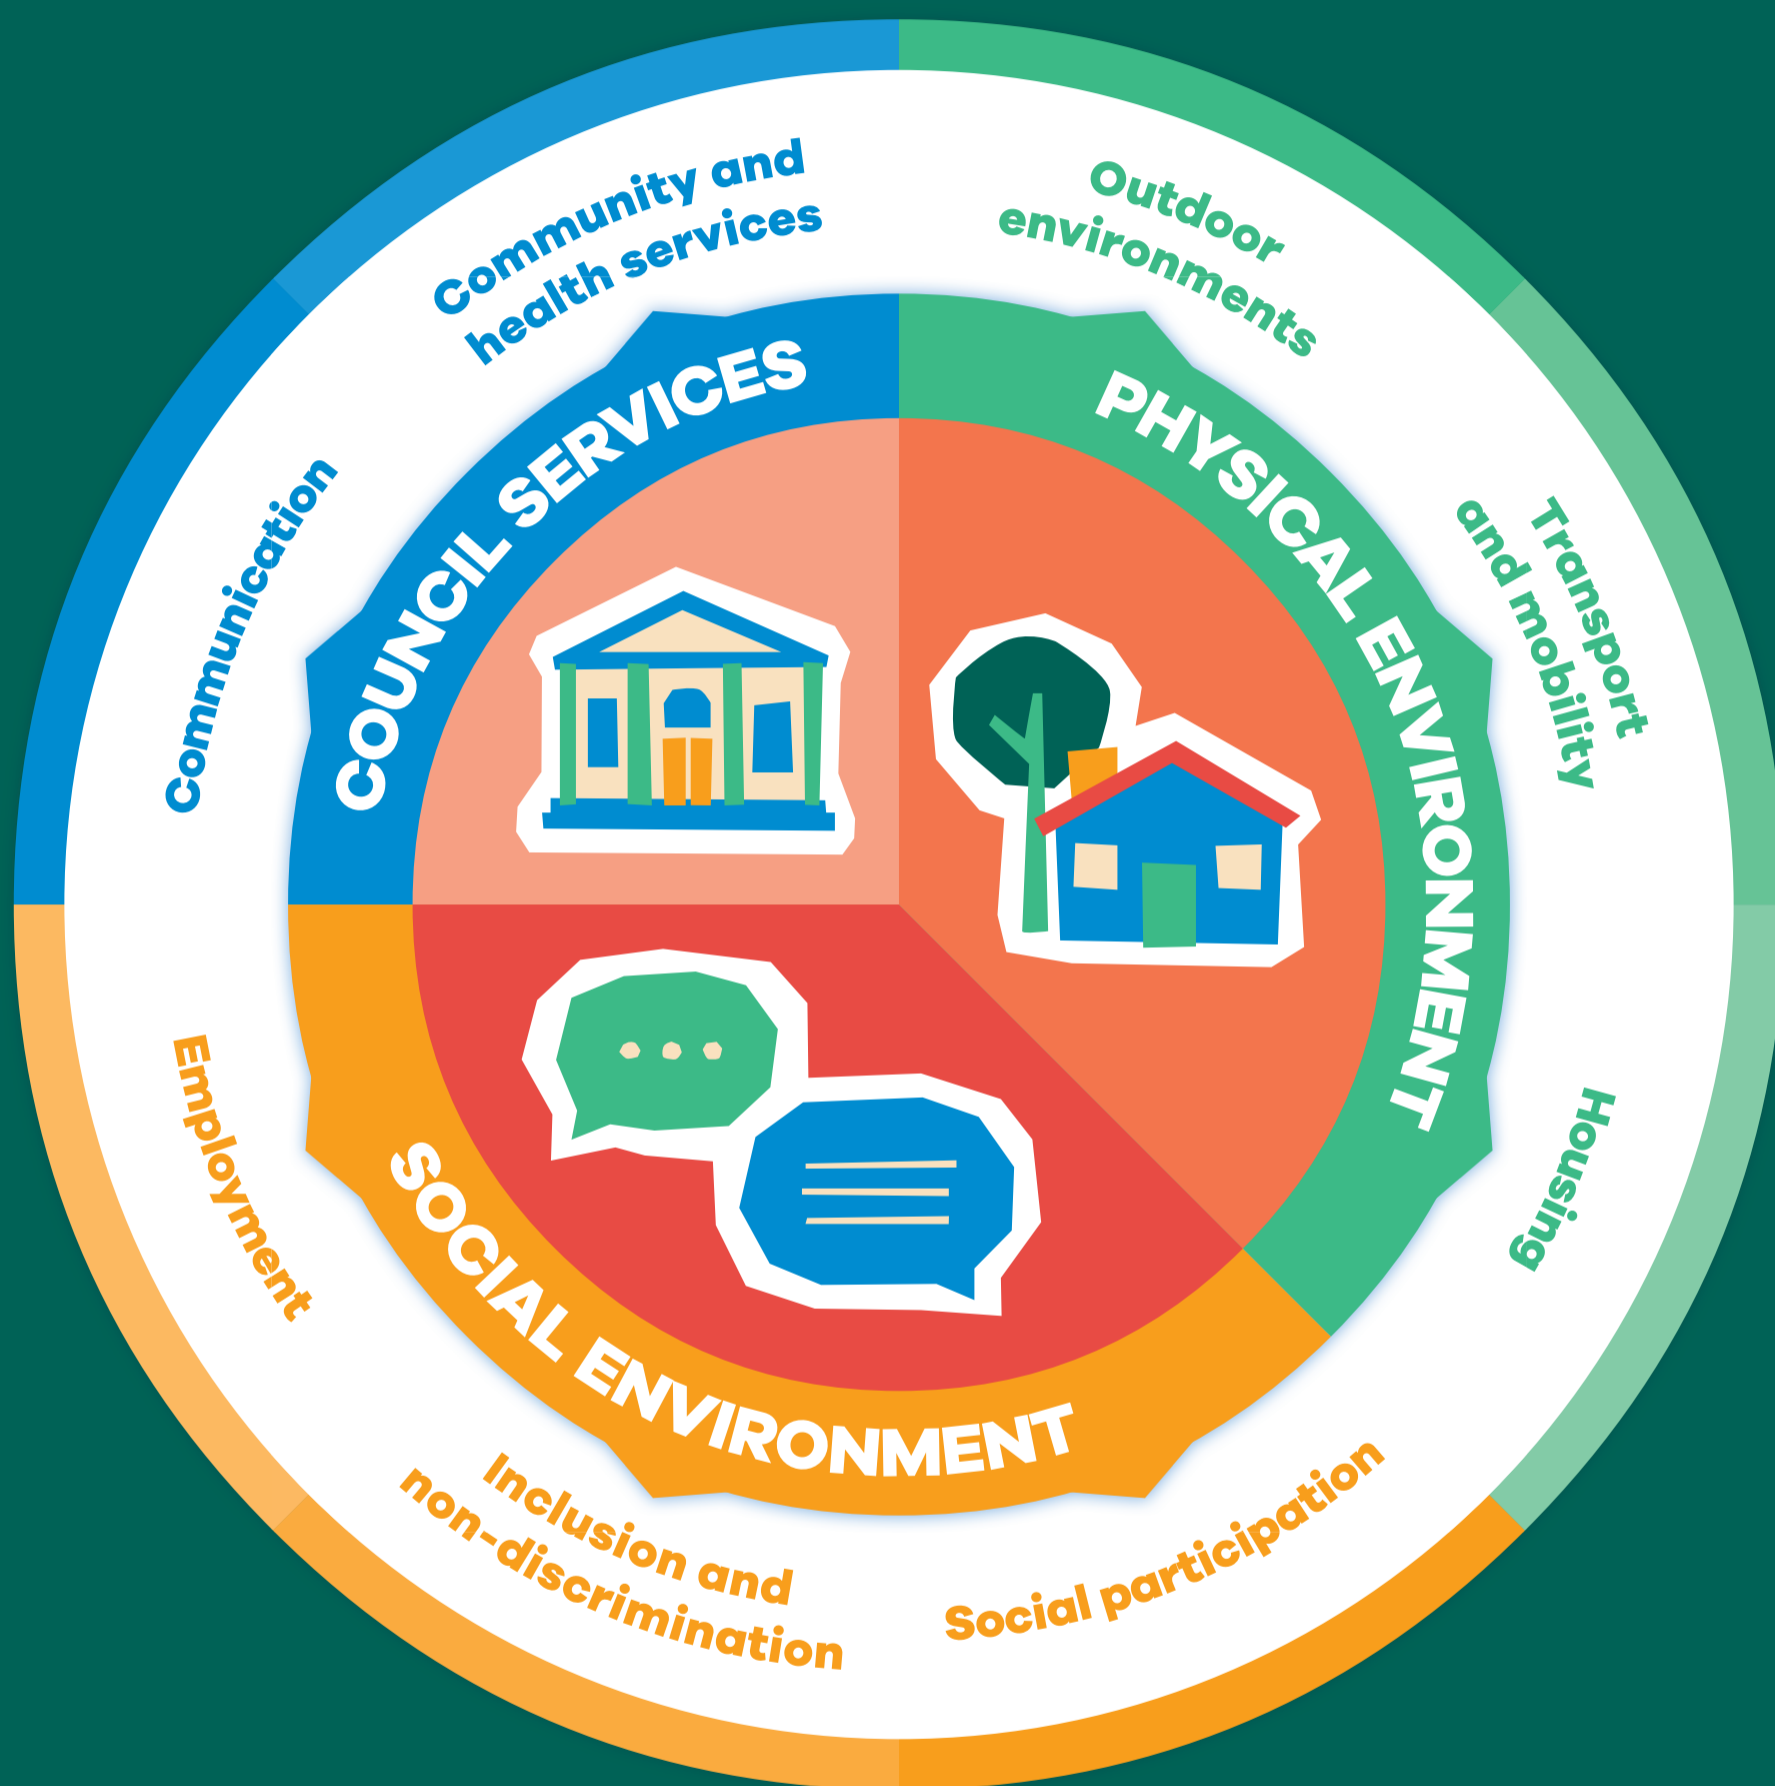 COUNCIL SERVICES
Community and
health services
Communication
PHYSICAL ENVIRONMENT
Outdoor
environments
Transport
and mobility
Housing
SOCIAL ENVIRONMENT
Social participation
Inclusion and
non-discrimination
Employment